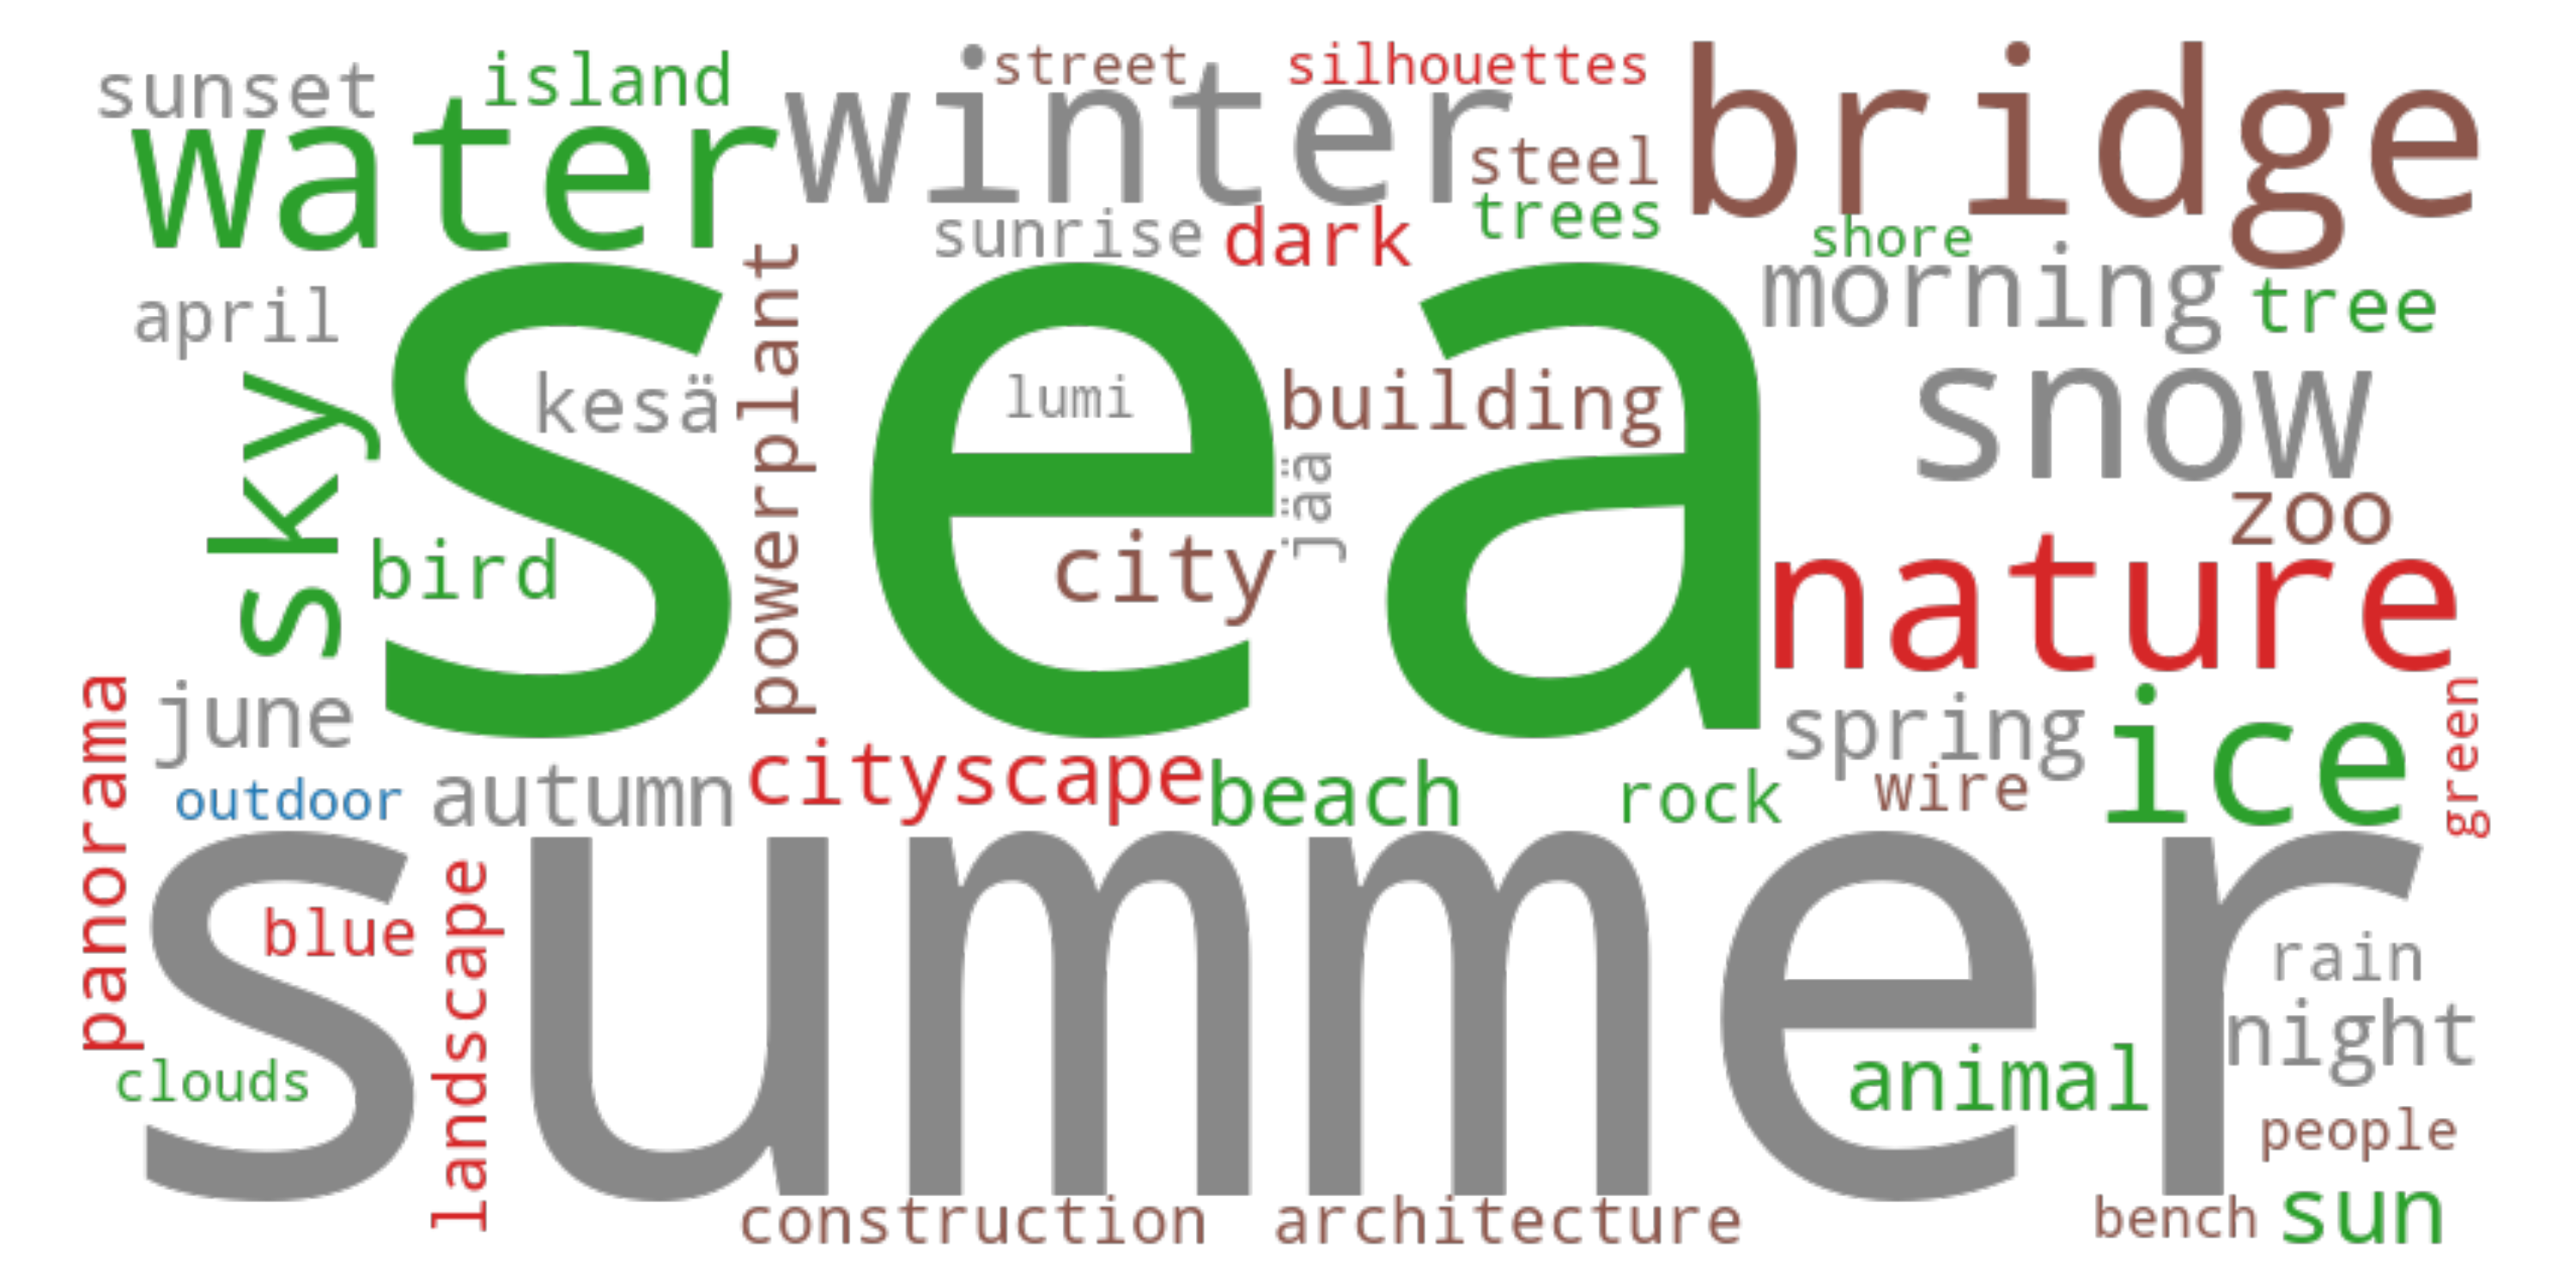 sunset
island
street
silhouettes
bridge
water
winter
steel
trees
sunrise
dark
shore
morning
tree
april
sea
powerplant
sky
kesä
lumi
building
snow
jää
zoo
bird
city
nature
panorama
june
spring
ice
green
outdoor
autumn
cityscape
beach
rock
wire
summer
blue
landscape
rain
night
clouds
animal
people
construction
architecture
bench
sun